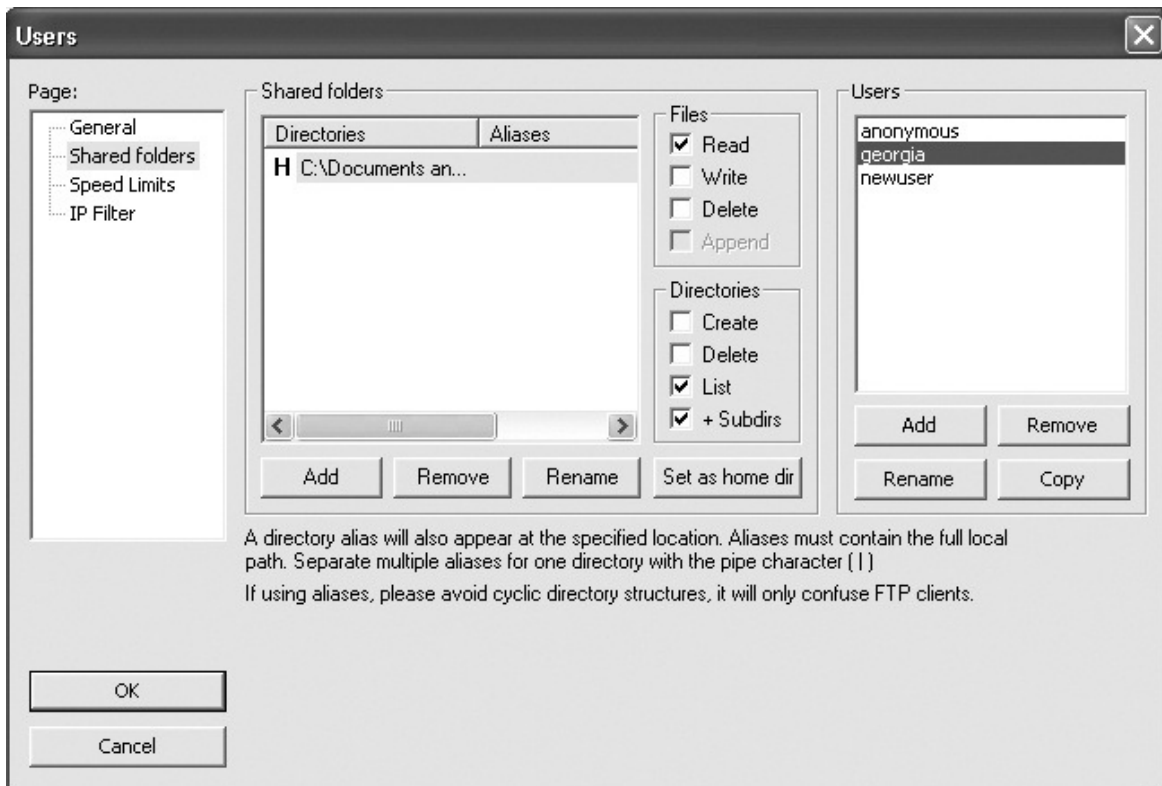 Users
Page:
General
Shared folders
Speed Limits
IP Filter
Shared folders
Directories Aliases
H C:\Documents an...
Files
Read
Write
Delete
Append
Directories
Create
Delete
List
+ Subdirs
Add Remove Rename Set as home dir
Users
anonymous
georgia
newuser
Add Remove
Rename Copy
A directory alias will also appear at the specified location. Aliases must contain the full local
path. Separate multiple aliases for one directory with the pipe character ( | )
If using aliases, please avoid cyclic directory structures, it will only confuse FTP clients.
OK
Cancel